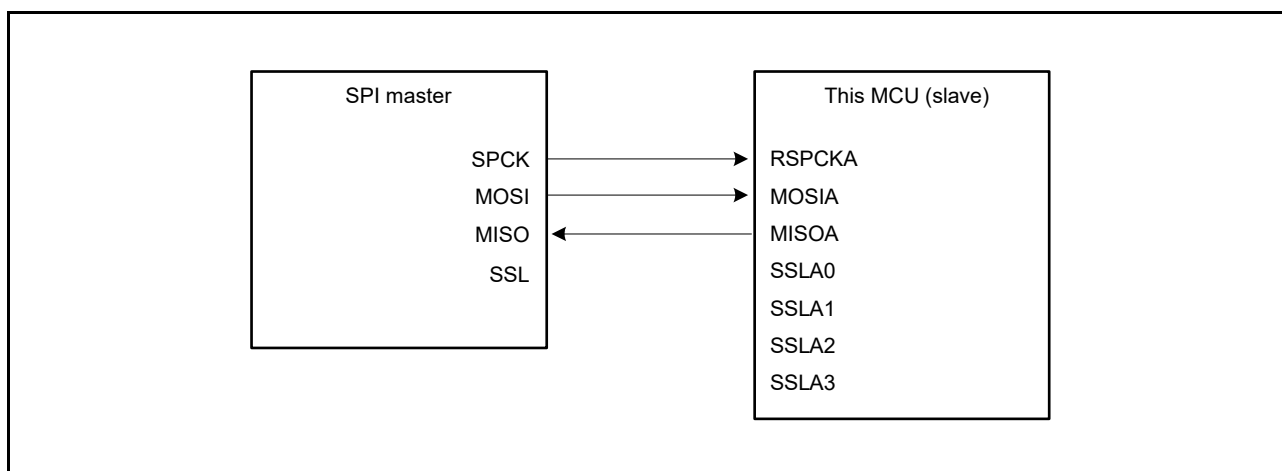 SPI master
SPCK
MOSI
MISO
SSL
This MCU (slave)
RSPCKA
MOSIA
MISOA
SSLA0
SSLA1
SSLA2
SSLA3